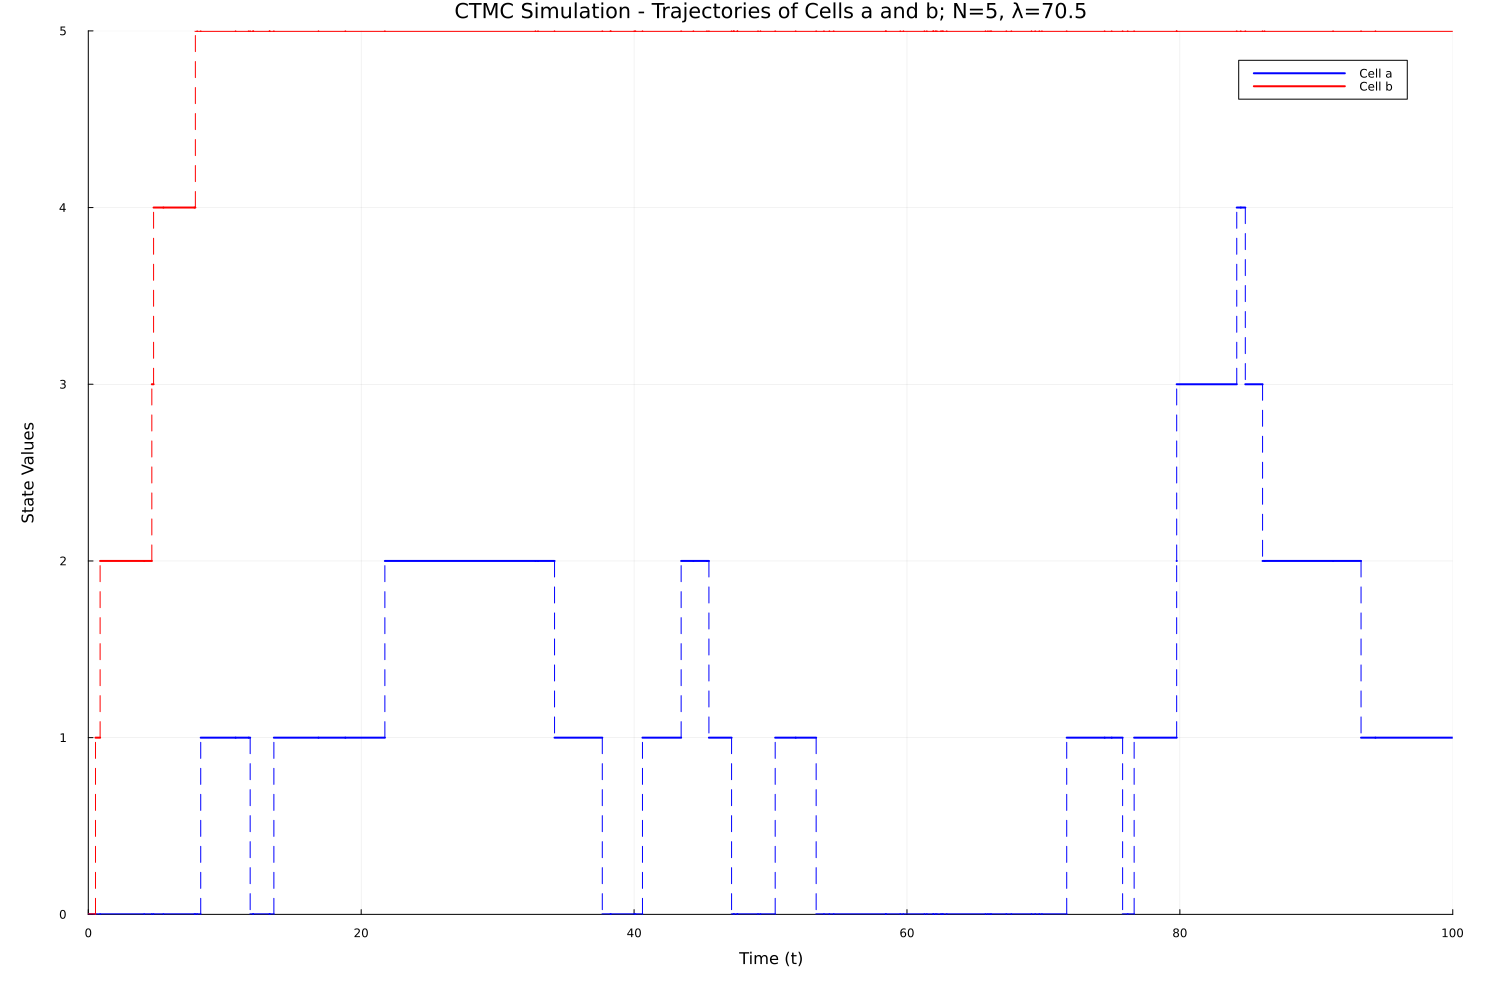 CTMC Simulation - Trajectories of Cells a and b; N=5, λ=70.5
5
Cell a
Cell b
4
3
State Values
2
1
0
0 20 40 60 80 100
Time (t)